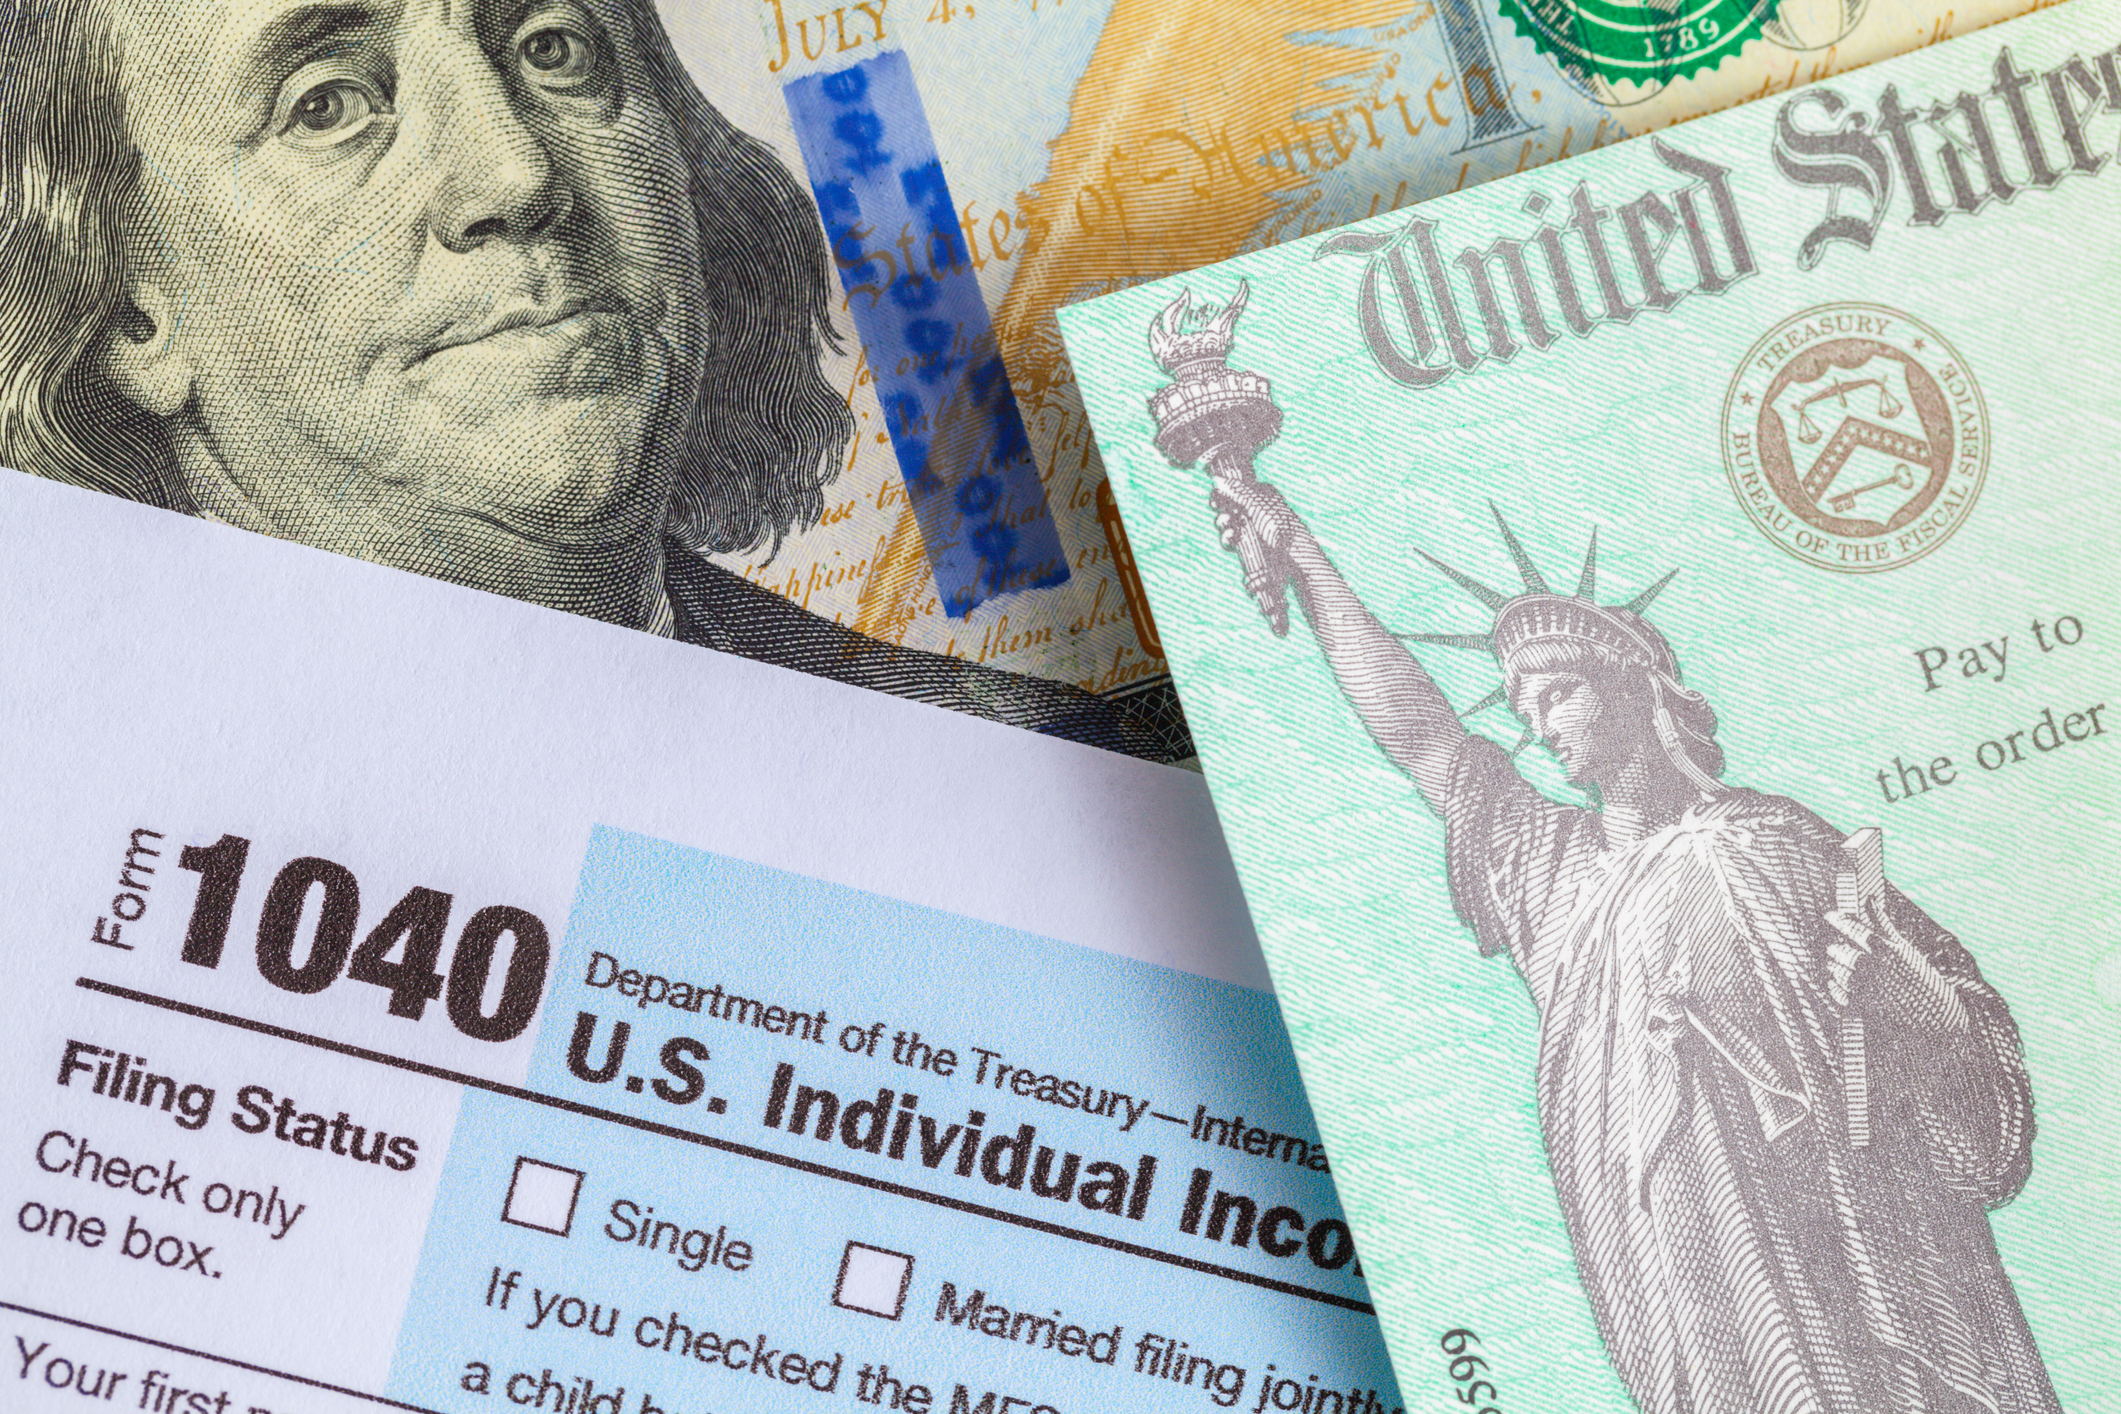 JULY 4,
1789
States of America,
United States
TREASURY
BUREAU OF THE FISCAL SERVICE
Pay to
the order
Form 1040
Department of the Treasury—Interna
U.S. Individual Inco
Filing Status
Check only
one box.
Single
Married filing jointly
If you checked the MFS
a child
Your first